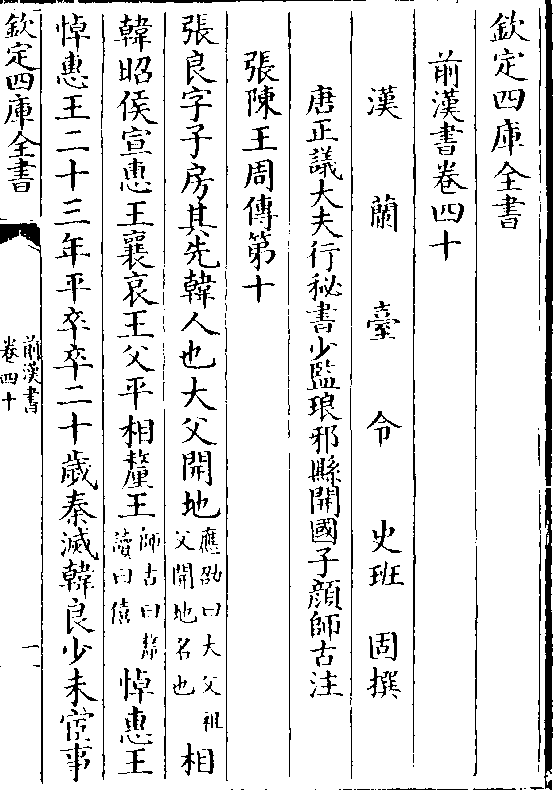 欽定四庫全書
前漢書卷四十
漢蘭臺令史班固撰
唐正議大夫行秘書少監琅邪縣開國子顔師古注
張陳王周傳第十
張良字子房其先韓人也大父開地應劭曰大父祖父開地名也相
韓昭侯宣惠王襄哀王父平相釐王師古曰釐讀曰僖悼惠王
悼惠王二十三年平卒卒二十歲秦滅韓良少未宦事
欽定四庫全書
前漢書
卷四十
一